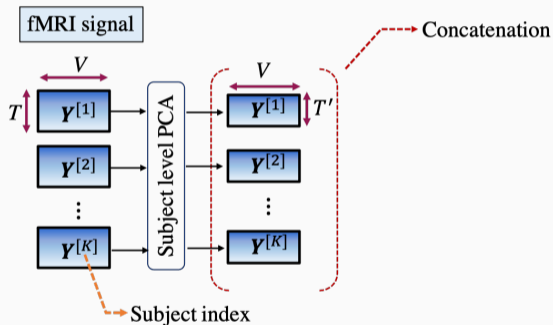 fMRI signal
Concatenation
V
V
T
Y[1]
Subject level PCA
Y[1]
T′
Y[2]
Y[2]
⋮
⋮
Y[K]
Y[K]
Subject index